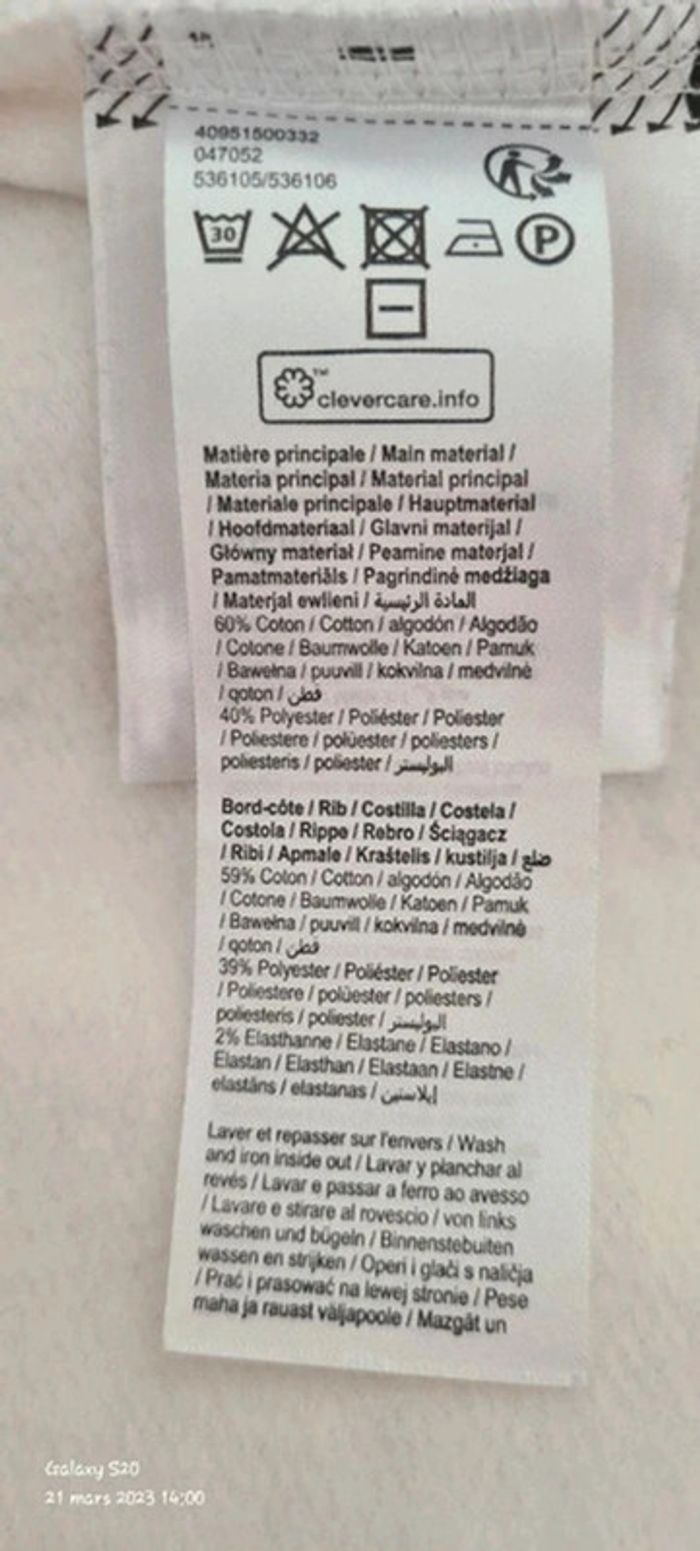 40951500332
047052
536105/536106
30
P
clevercare.info
Matière principale / Main material /
Materia principal / Material principal
/ Materiale principale / Hauptmaterial
/ Hoofdmateriaal / Glavni materijal /
Główny materiał / Peamine materjal /
Pamatmateriāls / Pagrindinė medžiaga
/ Materjal ewlieni / المادة الرئيسية
60% Coton / Cotton / algodón / Algodão
/ Cotone / Baumwolle / Katoen / Pamuk
/ Bawełna / puuvill / kokvilna / medvilnė
/ qoton / قطن
40% Polyester / Poliéster / Poliester
/ Poliestere / polüester / poliesters /
poliesteris / poliester / البوليستر
Bord-côte / Rib / Costilla / Costela /
Costola / Rippe / Rebro / Ściągacz
/ Ribi / Apmale / Kraštelis / kustilja / ضلع
59% Coton / Cotton / algodón / Algodão
/ Cotone / Baumwolle / Katoen / Pamuk
/ Bawełna / puuvill / kokvilna / medvilnė
/ qoton / قطن
39% Polyester / Poliéster / Poliester
/ Poliestere / polüester / poliesters /
poliesteris / poliester / البوليستر
2% Elasthanne / Elastane / Elastano /
Elastan / Elasthan / Elastaan / Elastne /
elastāns / elastanas / إيلاستين
Laver et repasser sur l'envers / Wash
and iron inside out / Lavar y planchar al
revés / Lavar e passar a ferro ao avesso
/ Lavare e stirare al rovescio / von links
waschen und bügeln / Binnenstebuiten
wassen en strijken / Operi i glači s naličja
/ Prać i prasować na lewej stronie / Pese
maha ja rauast väljapoole / Mazgāt un
Galaxy S20
21 mars 2023 14:00